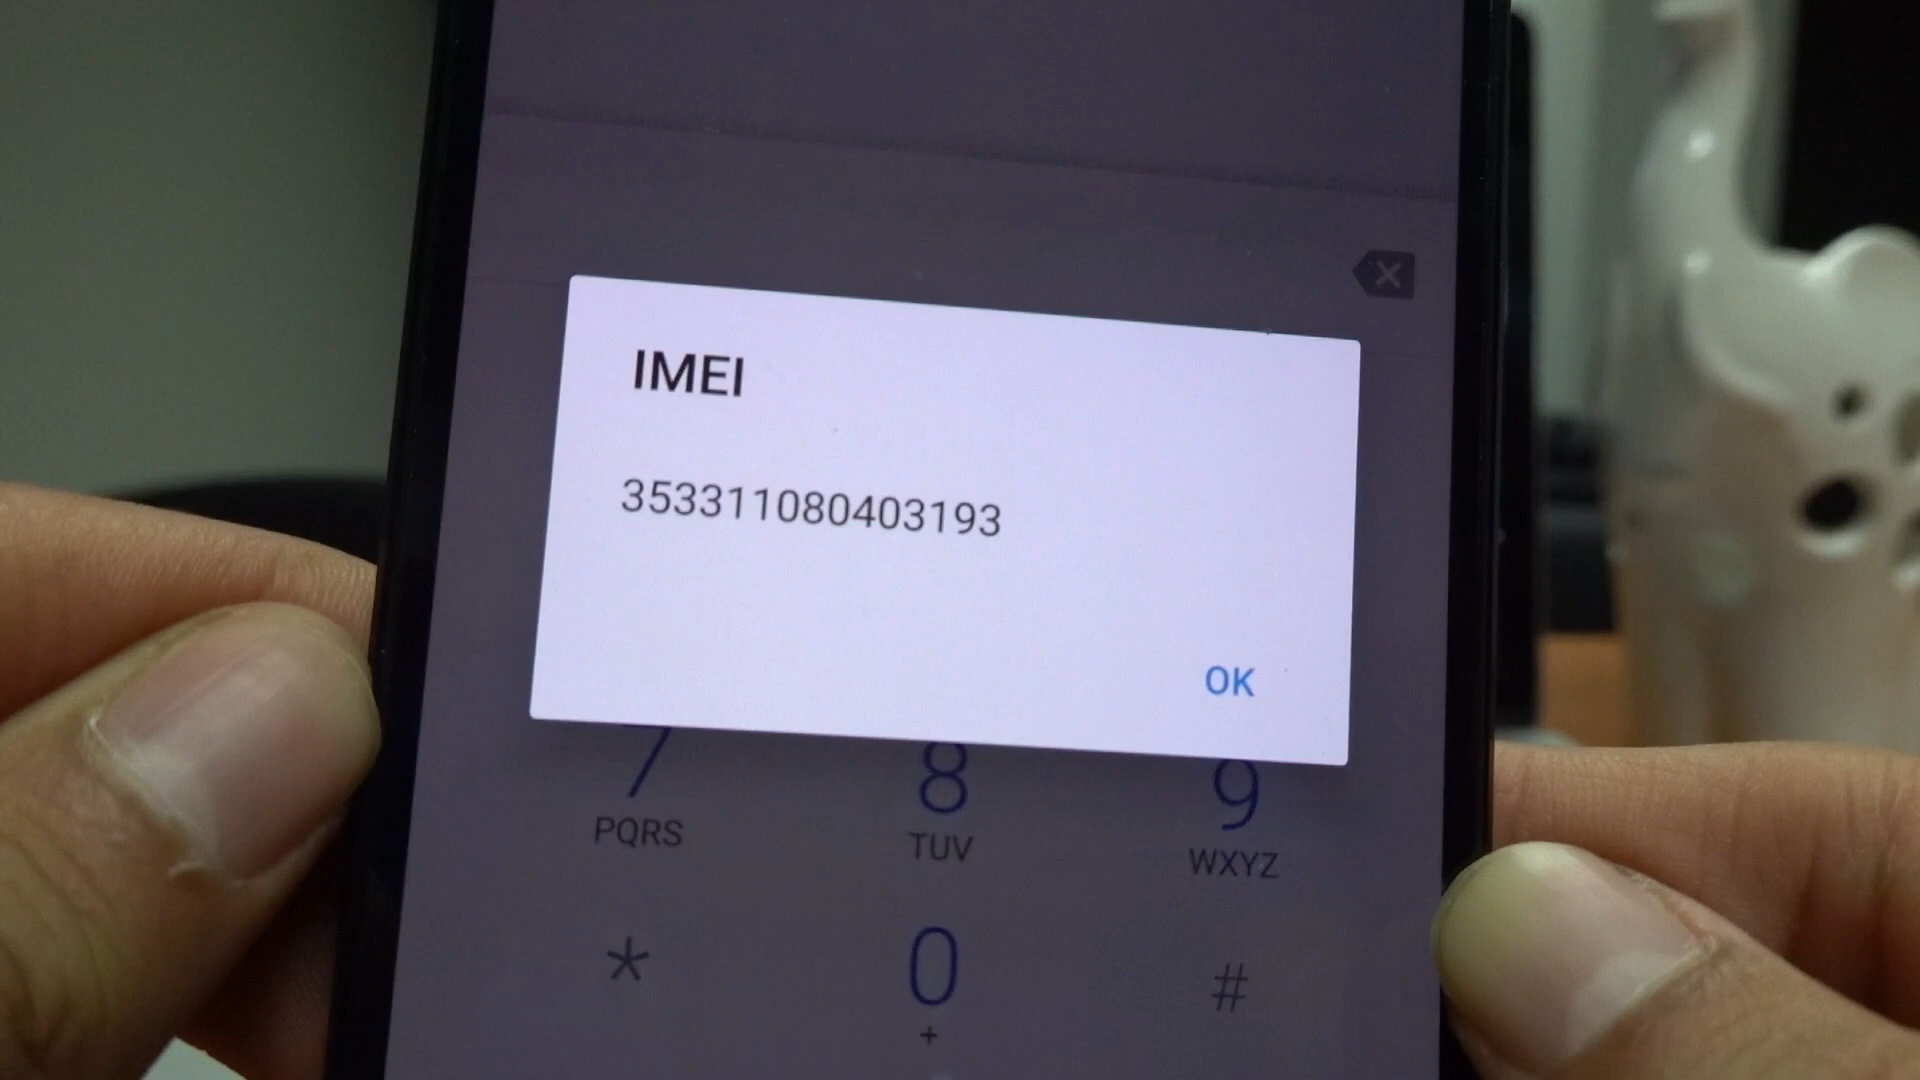 IMEI
353311080403193
OK
7 8 9
PQRS TUV WXYZ
* 0 #
+